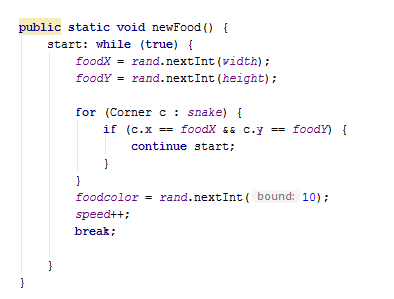 public static void newFood() {
start: while (true) {
foodX = rand.nextInt(width);
foodY = rand.nextInt(height);
for (Corner c : snake) {
if (c.x == foodX && c.y == foodY) {
continue start;
}
}
foodcolor = rand.nextInt( bound: 10);
speed++;
break;
}
}